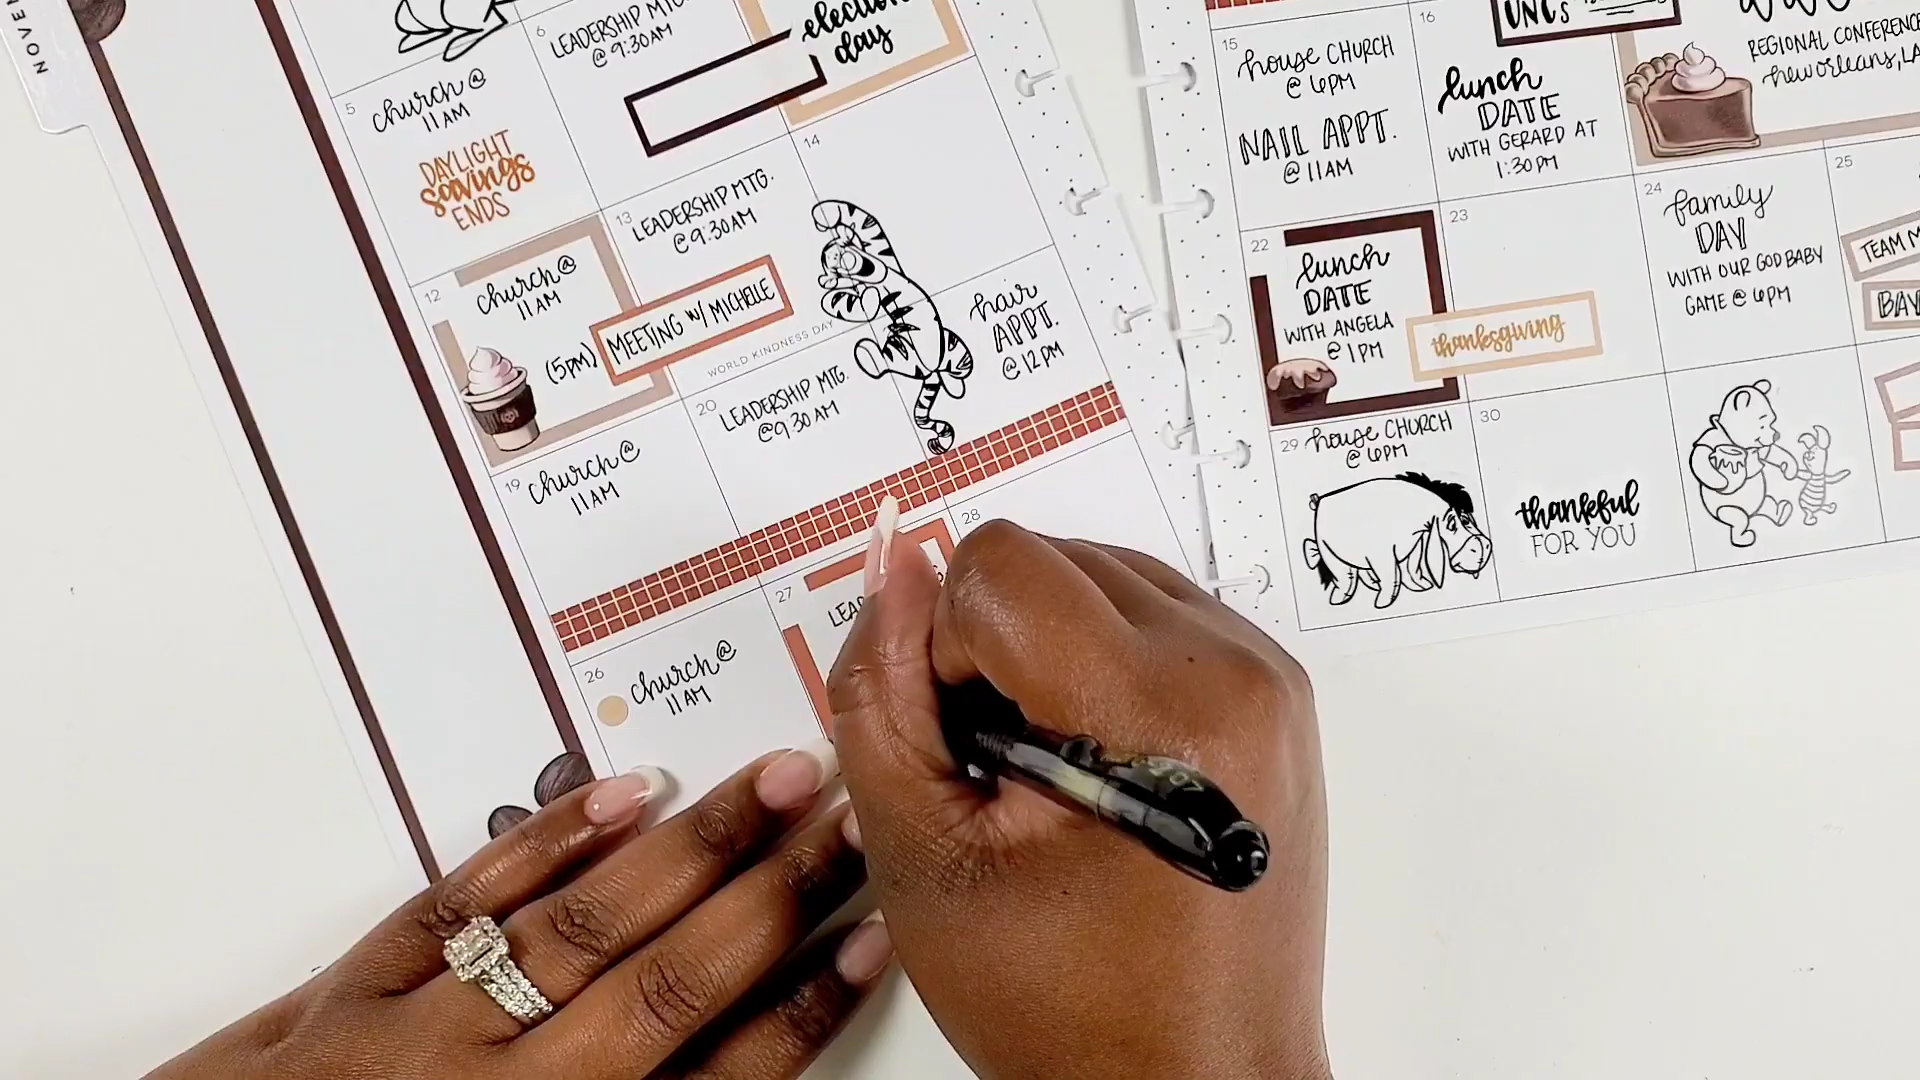 NOVEM
6
LEADERSHIP MTG.
@ 9:30AM
election
day
5
church @
11AM
DAYLIGHT
savings
ENDS
12
church @
11AM
(5pm)
13
LEADERSHIP MTG.
@ 9:30AM
MEETING w/ MICHELLE
WORLD KINDNESS DAY
14
19
church @
11AM
20
LEADERSHIP MTG.
@ 9:30 AM
hair
APPT.
@ 12pm
26
church @
11AM
27
28
15
house CHURCH
@ 6PM
NAIL APPT.
@ 11AM
16
lunch
DATE
WITH GERARD AT
1:30PM
REGIONAL CONFERENCE
new orleans, LA
22
lunch
DATE
WITH ANGELA
@ 1PM
23
thanksgiving
24
family
DAY
WITH OUR GOD BABY
GAME @ 6PM
25
TEAM
29
house CHURCH
@ 6PM
30
thankful
FOR YOU